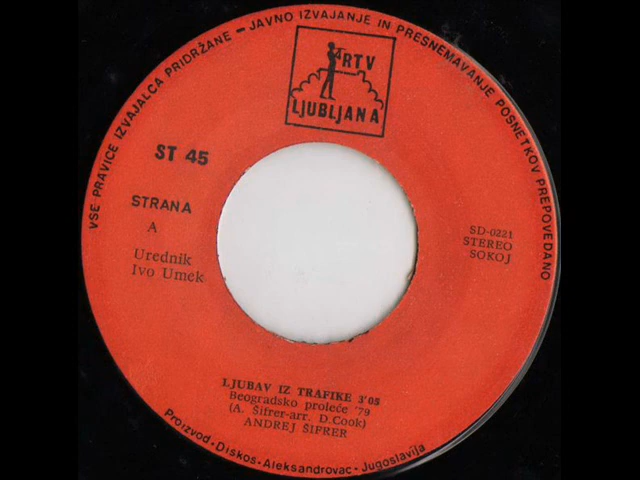 VSE PRAVICE IZVAJALCA PRIDRŽANE – JAVNO IZVAJANJE IN PRESNEMAVANJE POSNETKOV PREPOVEDANO
RTV
LJUBLJANA
ST 45
STRANA
A
Urednik
Ivo Umek
SD-0221
STEREO
SOKOJ
LJUBAV IZ TRAFIKE 3'05
Beogradsko proleće '79
(A. Šifrer-arr. D.Cook)
ANDREJ ŠIFRER
Proizvod-Diskos-Aleksandrovac-Jugoslavija